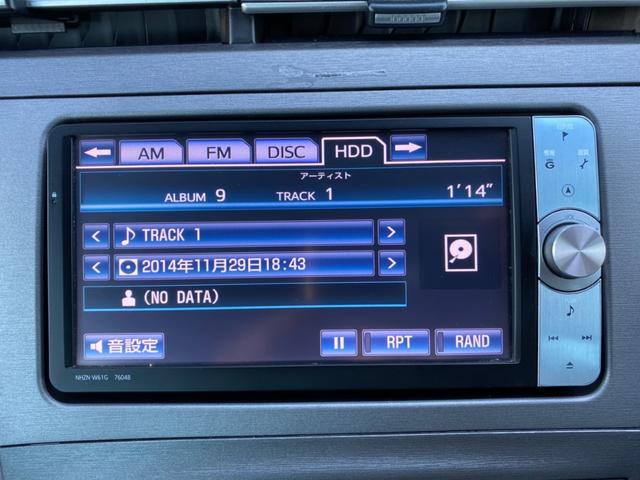 AM FM DISC HDD
アーティスト
ALBUM 9 TRACK 1 1'14"
TRACK 1
2014年11月29日18:43
(NO DATA)
音設定 RPT RAND
NHZN-W61G 76048
情報 G